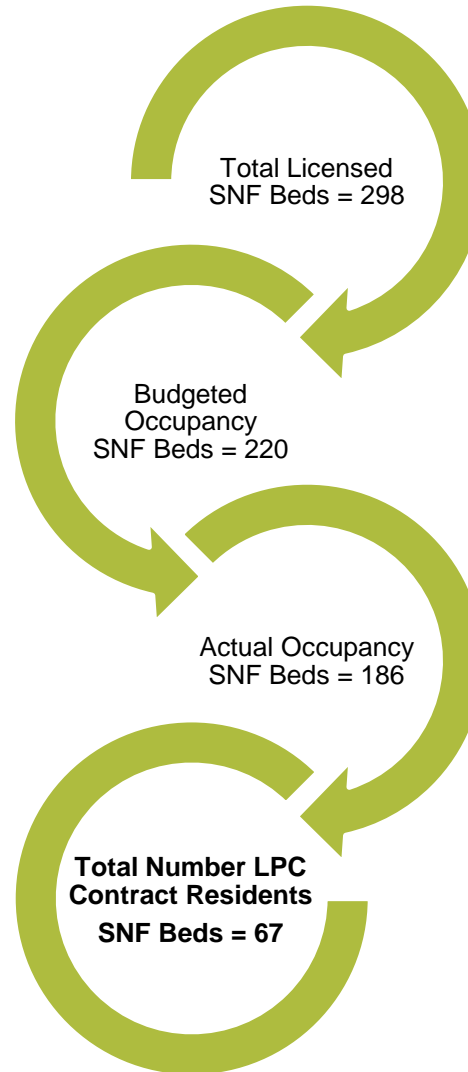 Total Licensed
SNF Beds = 298
Budgeted
Occupancy
SNF Beds = 220
Actual Occupancy
SNF Beds = 186
Total Number LPC
Contract Residents
SNF Beds = 67